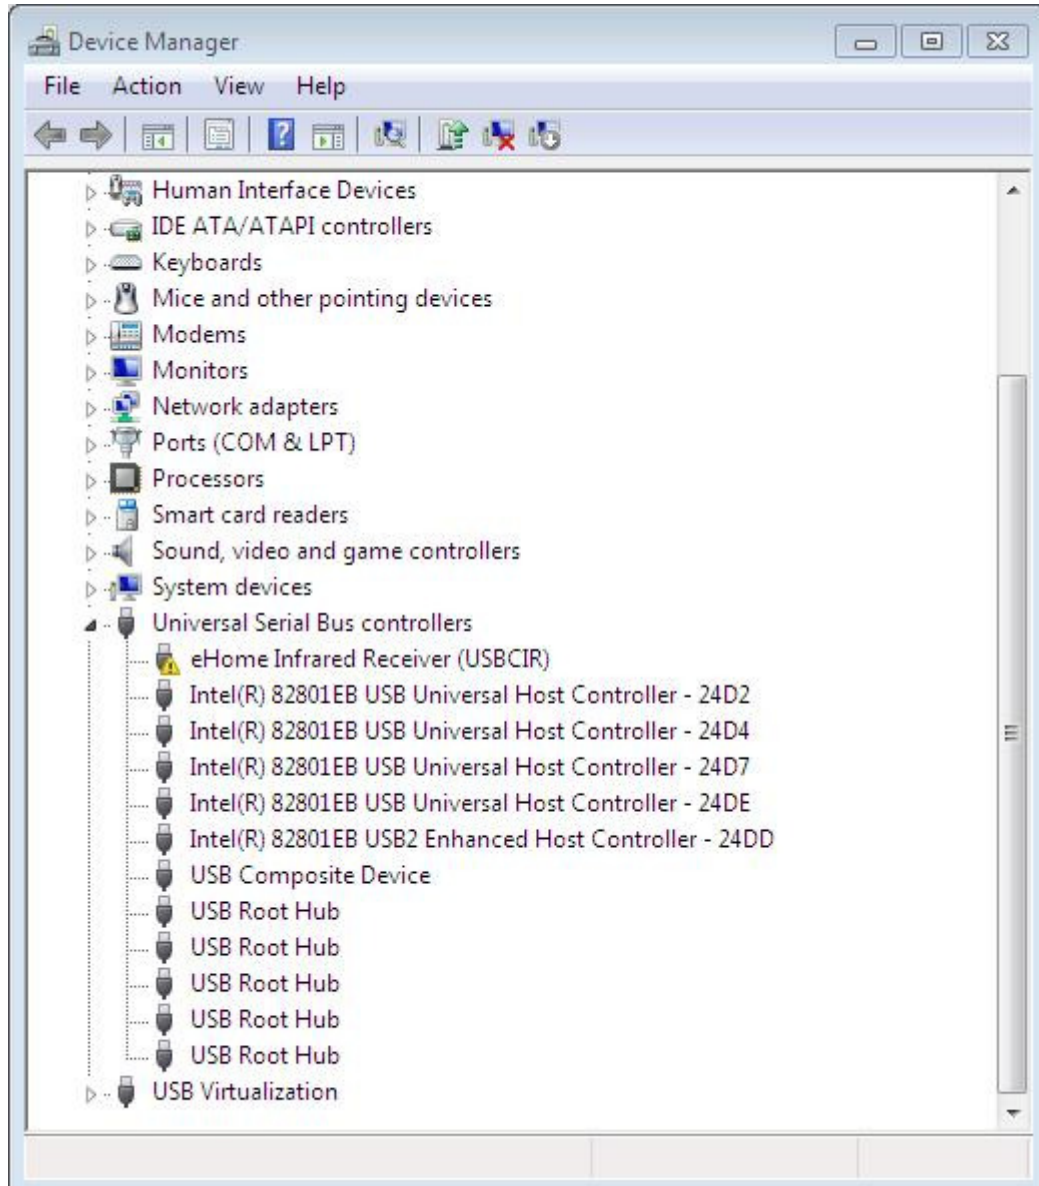 Device Manager
File Action View Help
Human Interface Devices
IDE ATA/ATAPI controllers
Keyboards
Mice and other pointing devices
Modems
Monitors
Network adapters
Ports (COM & LPT)
Processors
Smart card readers
Sound, video and game controllers
System devices
Universal Serial Bus controllers
eHome Infrared Receiver (USBCIR)
Intel(R) 82801EB USB Universal Host Controller - 24D2
Intel(R) 82801EB USB Universal Host Controller - 24D4
Intel(R) 82801EB USB Universal Host Controller - 24D7
Intel(R) 82801EB USB Universal Host Controller - 24DE
Intel(R) 82801EB USB2 Enhanced Host Controller - 24DD
USB Composite Device
USB Root Hub
USB Root Hub
USB Root Hub
USB Root Hub
USB Root Hub
USB Virtualization